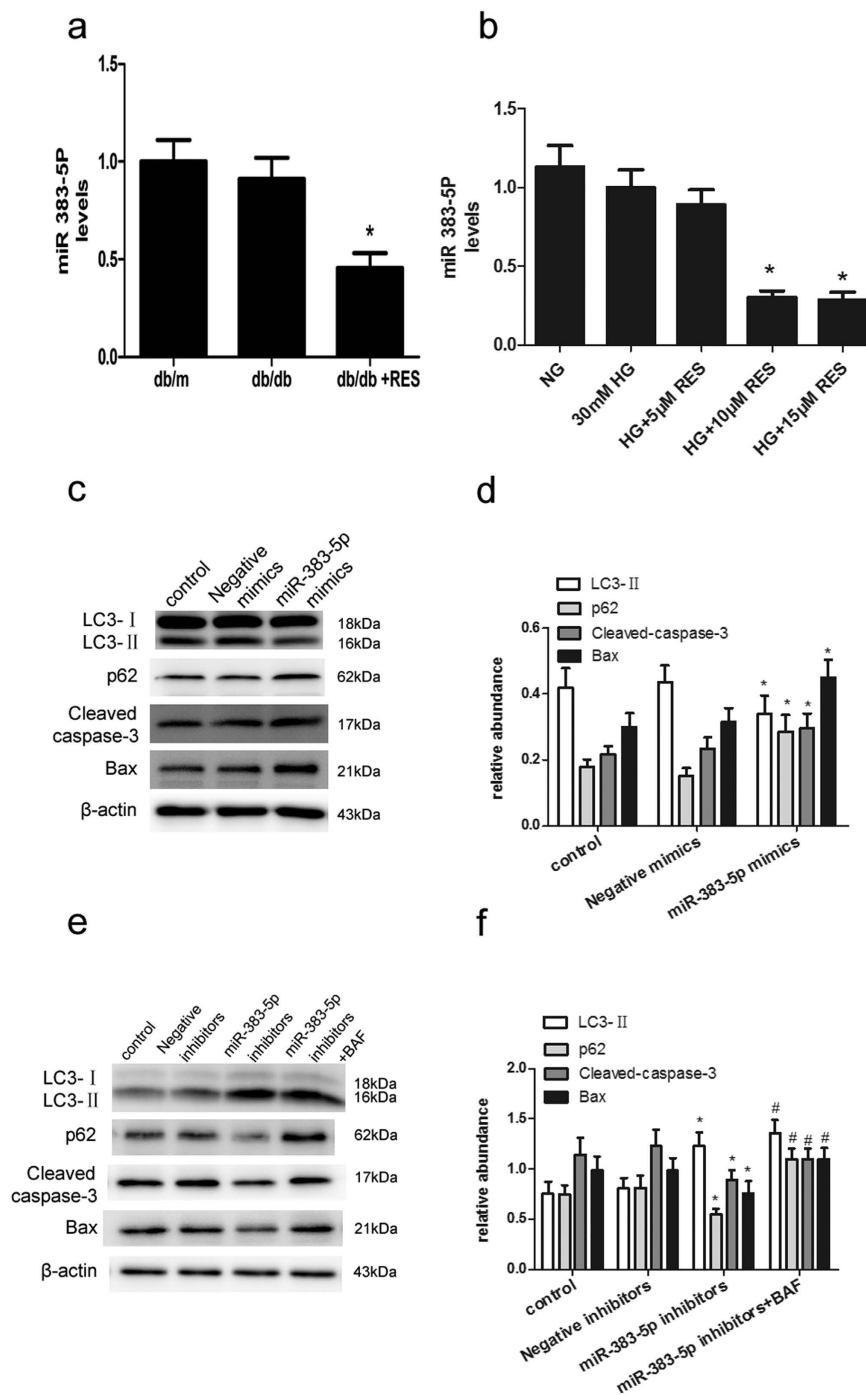 a
miR 383-5P
levels
1.5
1.0
0.5
0.0
*
db/m
db/db
db/db +RES
b
miR 383-5P
levels
1.5
1.0
0.5
0.0
*
*
NG
30mM HG
HG+5μM RES
HG+10μM RES
HG+15μM RES
c
control
Negative
mimics
miR-383-5p
mimics
LC3-Ⅰ
18kDa
LC3-Ⅱ
16kDa
p62
62kDa
Cleaved
caspase-3
17kDa
Bax
21kDa
β-actin
43kDa
d
LC3-Ⅱ
p62
Cleaved-caspase-3
Bax
relative abundance
0.6
0.4
0.2
0.0
* * * *
control
Negative mimics
miR-383-5p mimics
e
control
Negative
inhibitors
miR-383-5p
inhibitors
miR-383-5p
inhibitors
+BAF
LC3-Ⅰ
18kDa
LC3-Ⅱ
16kDa
p62
62kDa
Cleaved
caspase-3
17kDa
Bax
21kDa
β-actin
43kDa
f
LC3-Ⅱ
p62
Cleaved-caspase-3
Bax
relative abundance
2.0
1.5
1.0
0.5
0.0
* * * *
# # # #
control
Negative inhibitors
miR-383-5p inhibitors
miR-383-5p inhibitors+BAF